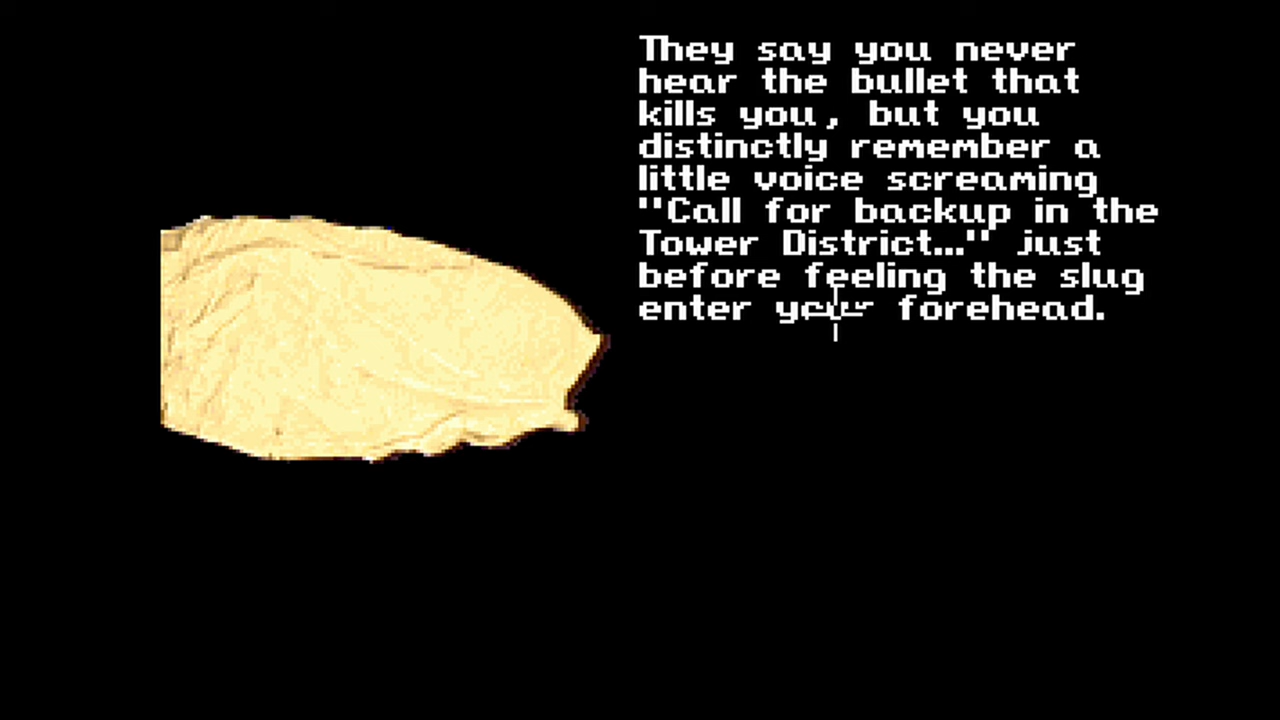 They say you never
hear the bullet that
kills you, but you
distinctly remember a
little voice screaming
"Call for backup in the
Tower District..." just
before feeling the slug
enter your forehead.